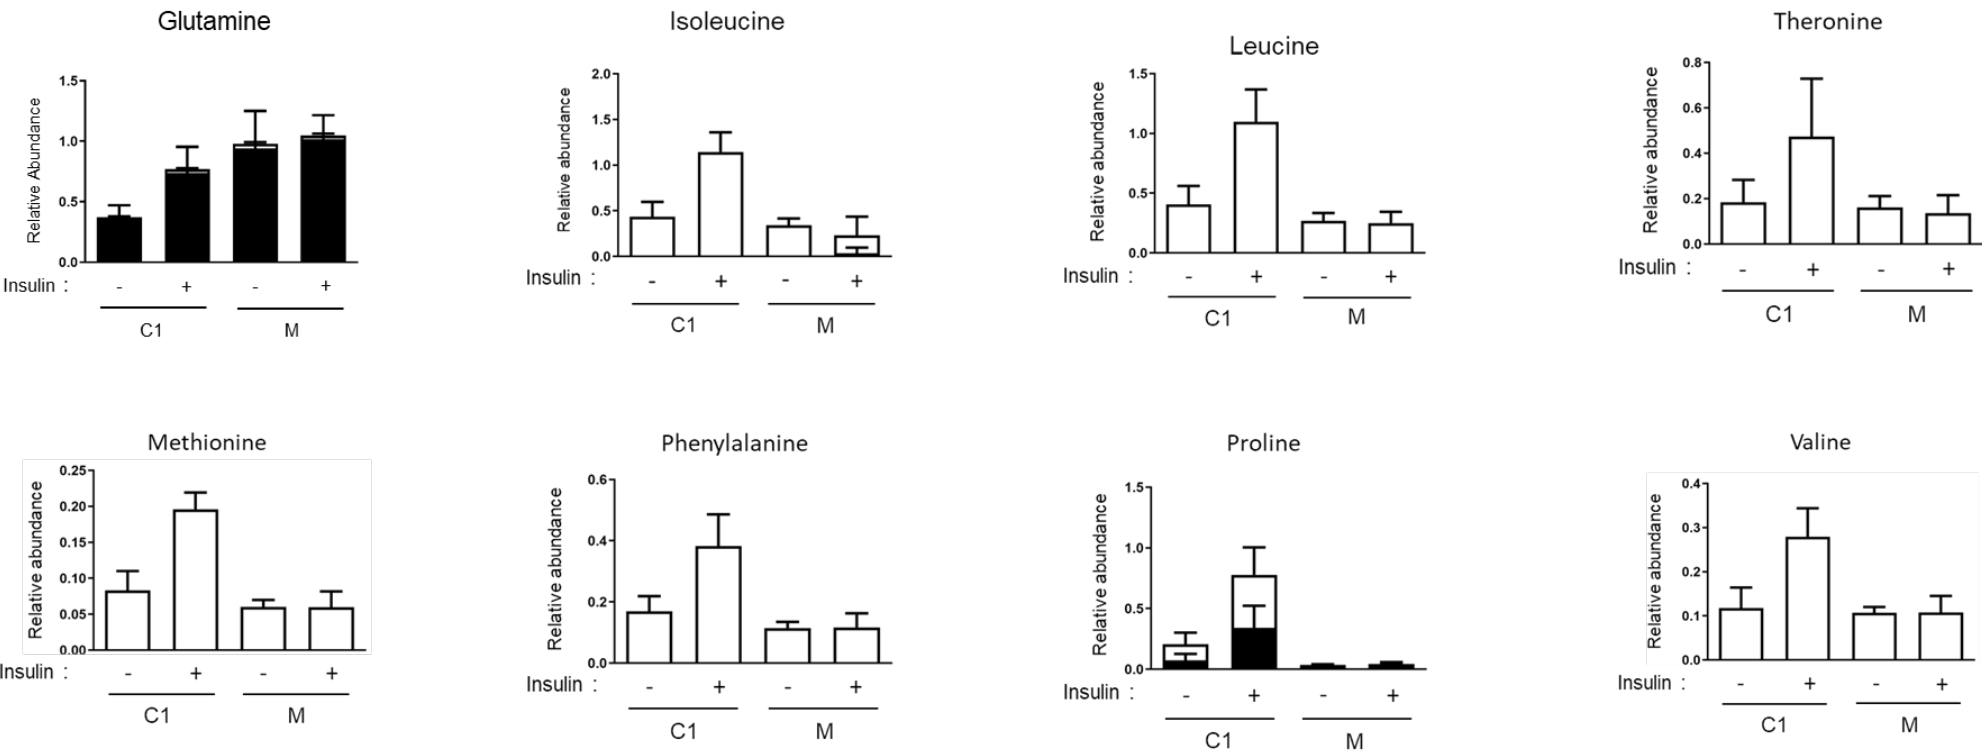 Glutamine
Relative Abundance
1.5
1.0
0.5
0.0
Insulin : - + - +
C1 M
Isoleucine
Relative abundance
2.0
1.5
1.0
0.5
0.0
Insulin : - + - +
C1 M
Leucine
Relative abundance
1.5
1.0
0.5
0.0
Insulin : - + - +
C1 M
Theronine
Relative abundance
0.8
0.6
0.4
0.2
0.0
Insulin : - + - +
C1 M
Methionine
Relative abundance
0.25
0.20
0.15
0.10
0.05
0.00
Insulin : - + - +
C1 M
Phenylalanine
Relative abundance
0.6
0.4
0.2
0.0
Insulin : - + - +
C1 M
Proline
Relative abundance
1.5
1.0
0.5
0.0
Insulin : - + - +
C1 M
Valine
Relative abundance
0.4
0.3
0.2
0.1
0.0
Insulin : - + - +
C1 M